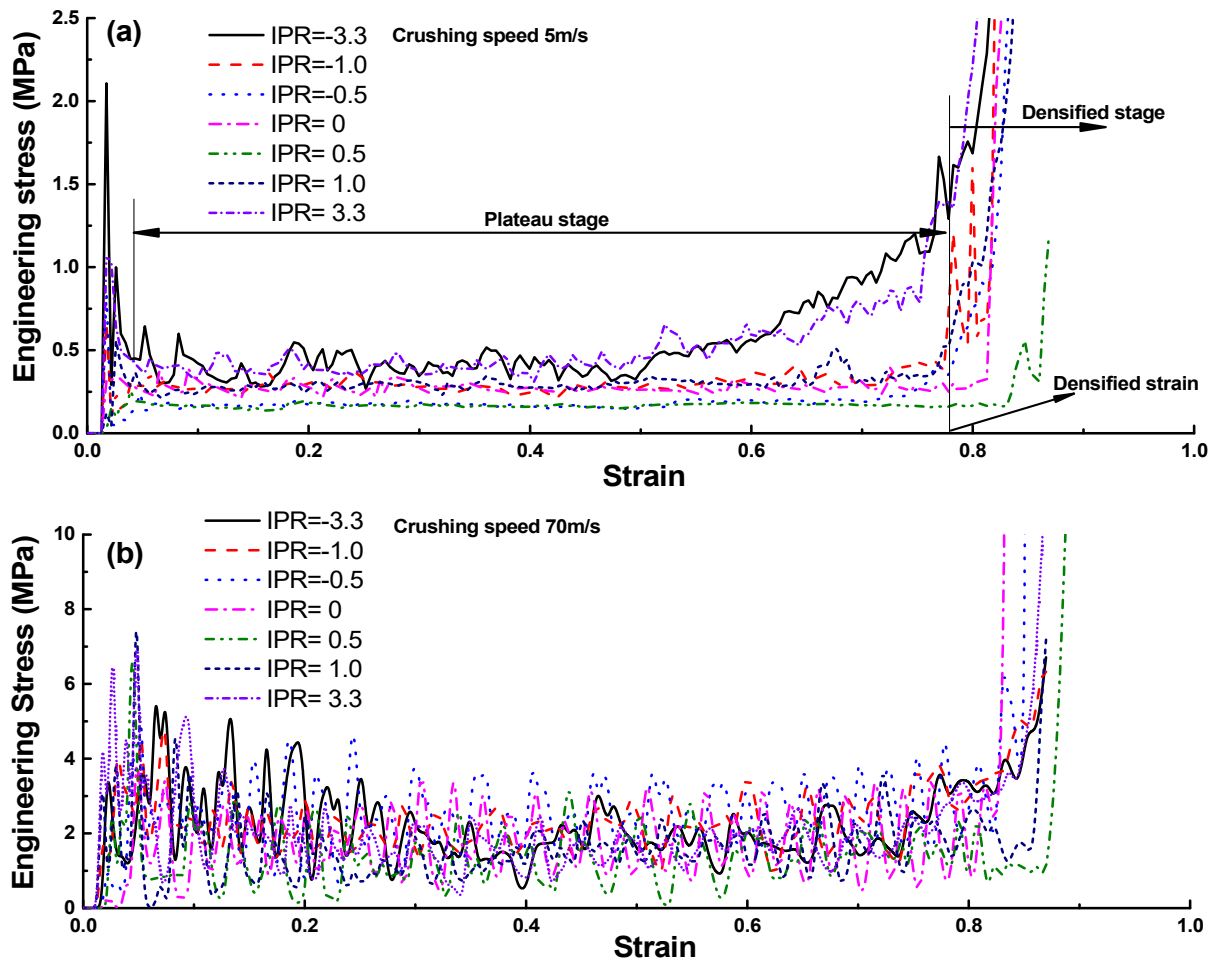 (a)
IPR=-3.3
IPR=-1.0
IPR=-0.5
IPR= 0
IPR= 0.5
IPR= 1.0
IPR= 3.3
Crushing speed 5m/s
Densified stage
Plateau stage
Densified strain
Engineering stress (MPa)
2.5
2.0
1.5
1.0
0.5
0.0
0.0 0.2 0.4 0.6 0.8 1.0
Strain
(b)
IPR=-3.3
IPR=-1.0
IPR=-0.5
IPR= 0
IPR= 0.5
IPR= 1.0
IPR= 3.3
Crushing speed 70m/s
Engineering Stress (MPa)
10
8
6
4
2
0
0.0 0.2 0.4 0.6 0.8 1.0
Strain